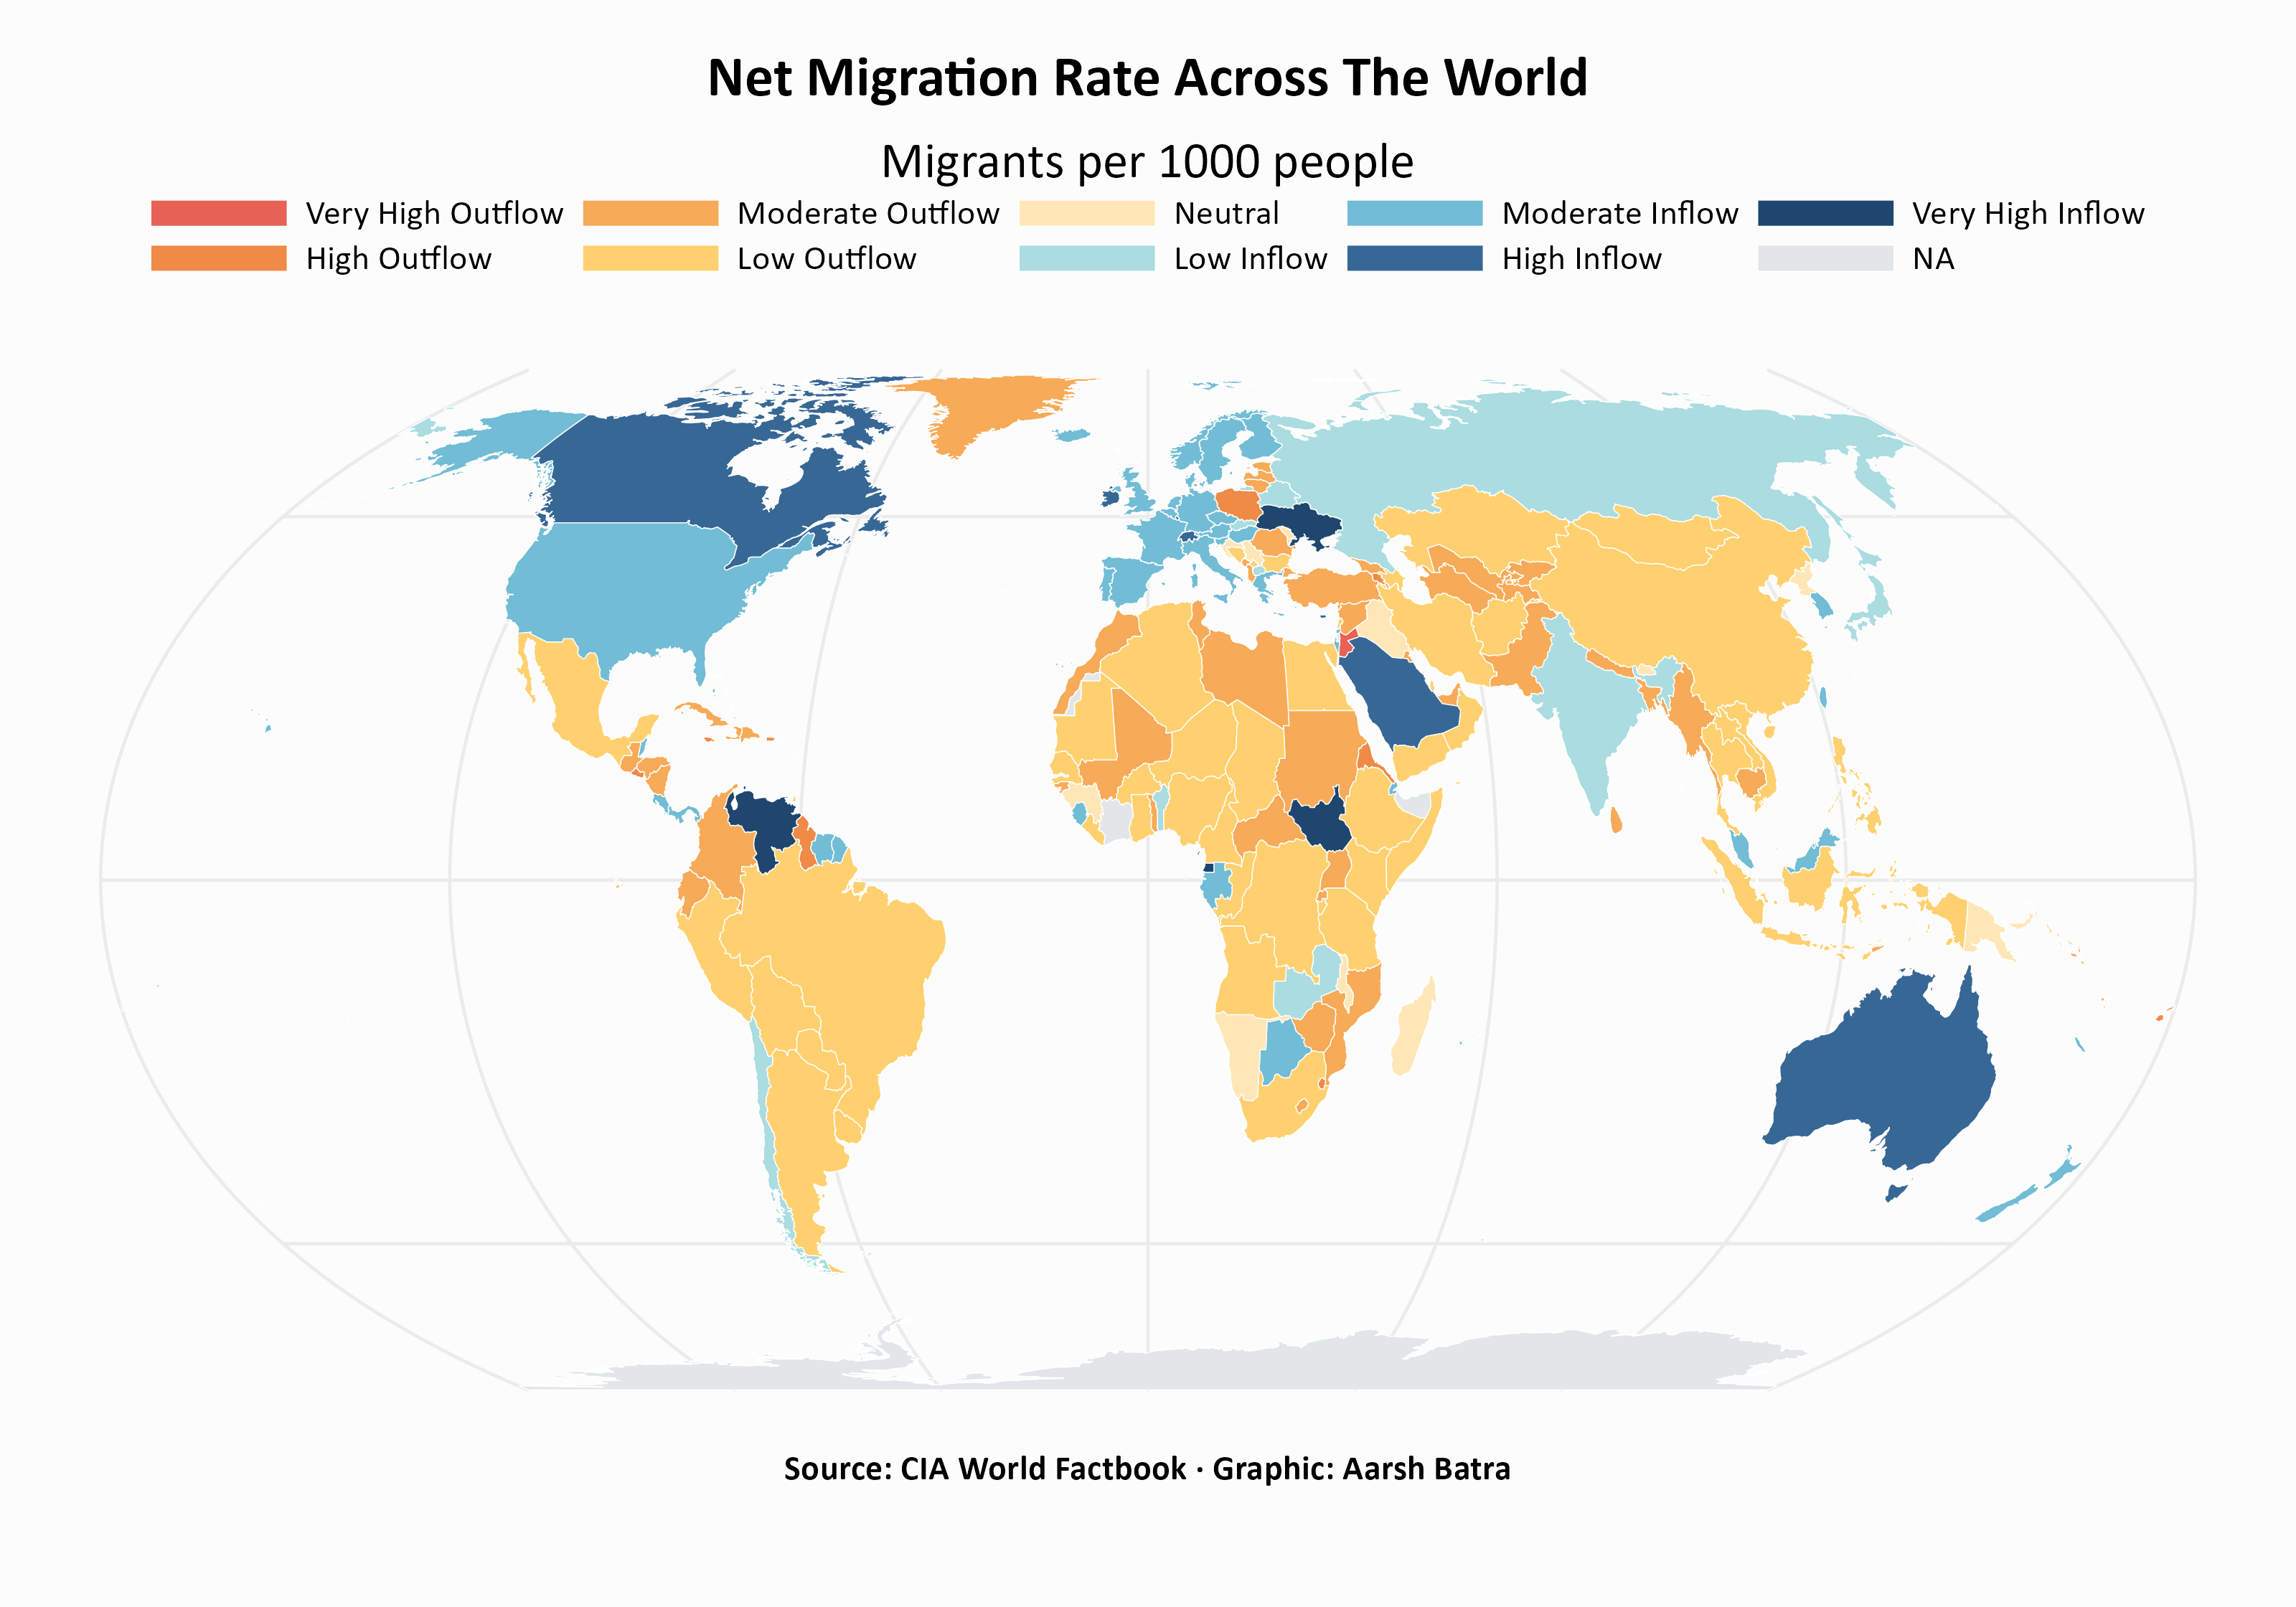 Net Migration Rate Across The World
Migrants per 1000 people
Very High Outflow Moderate Outflow Neutral Moderate Inflow Very High Inflow
High Outflow Low Outflow Low Inflow High Inflow NA
Source: CIA World Factbook · Graphic: Aarsh Batra